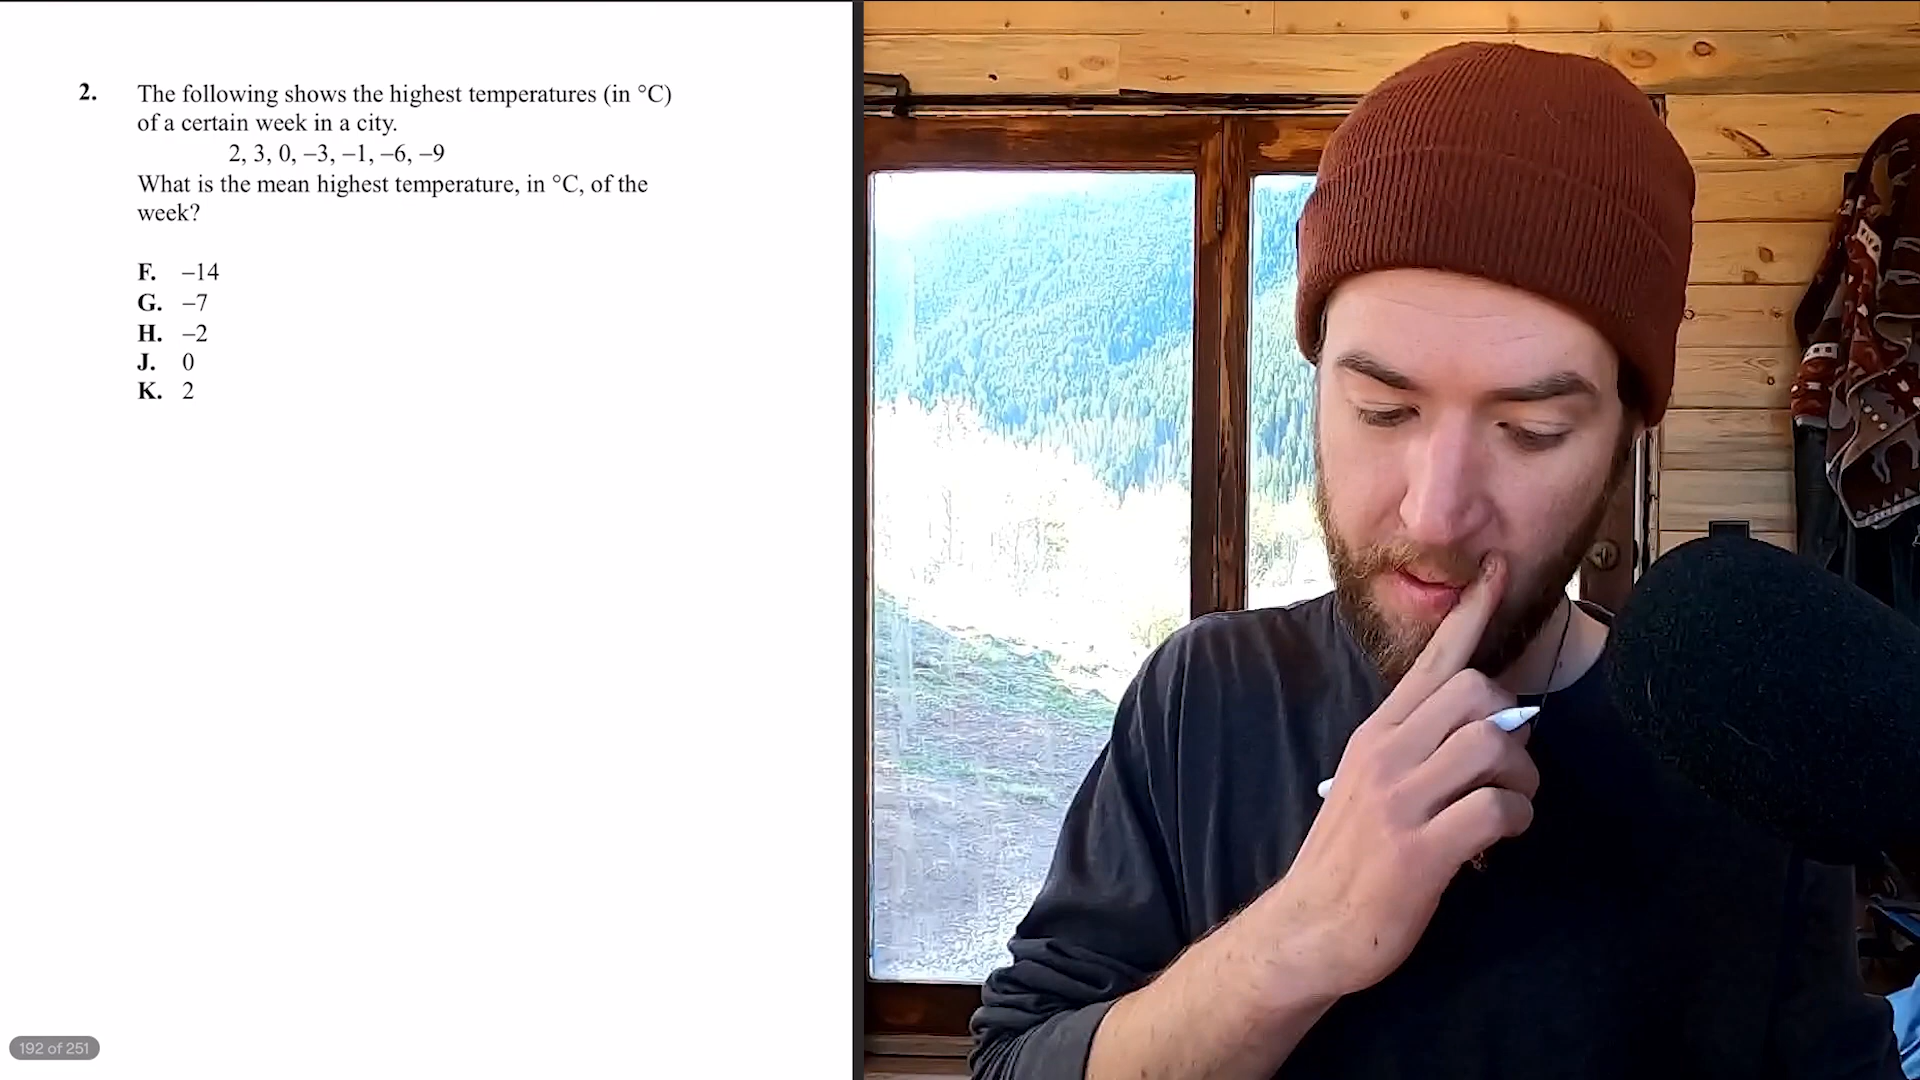 2. The following shows the highest temperatures (in °C)
of a certain week in a city.
2, 3, 0, –3, –1, –6, –9
What is the mean highest temperature, in °C, of the
week?
F. –14
G. –7
H. –2
J. 0
K. 2
192 of 251